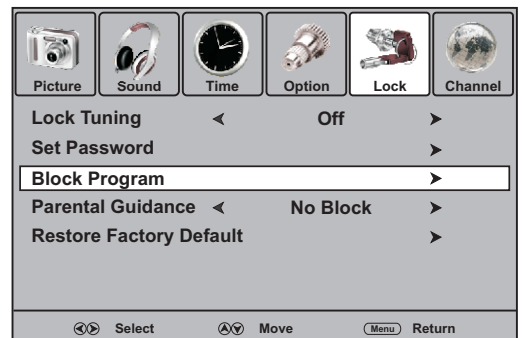 Picture Sound Time Option Lock Channel
Lock Tuning Off
Set Password
Block Program
Parental Guidance No Block
Restore Factory Default
Select Move Menu Return